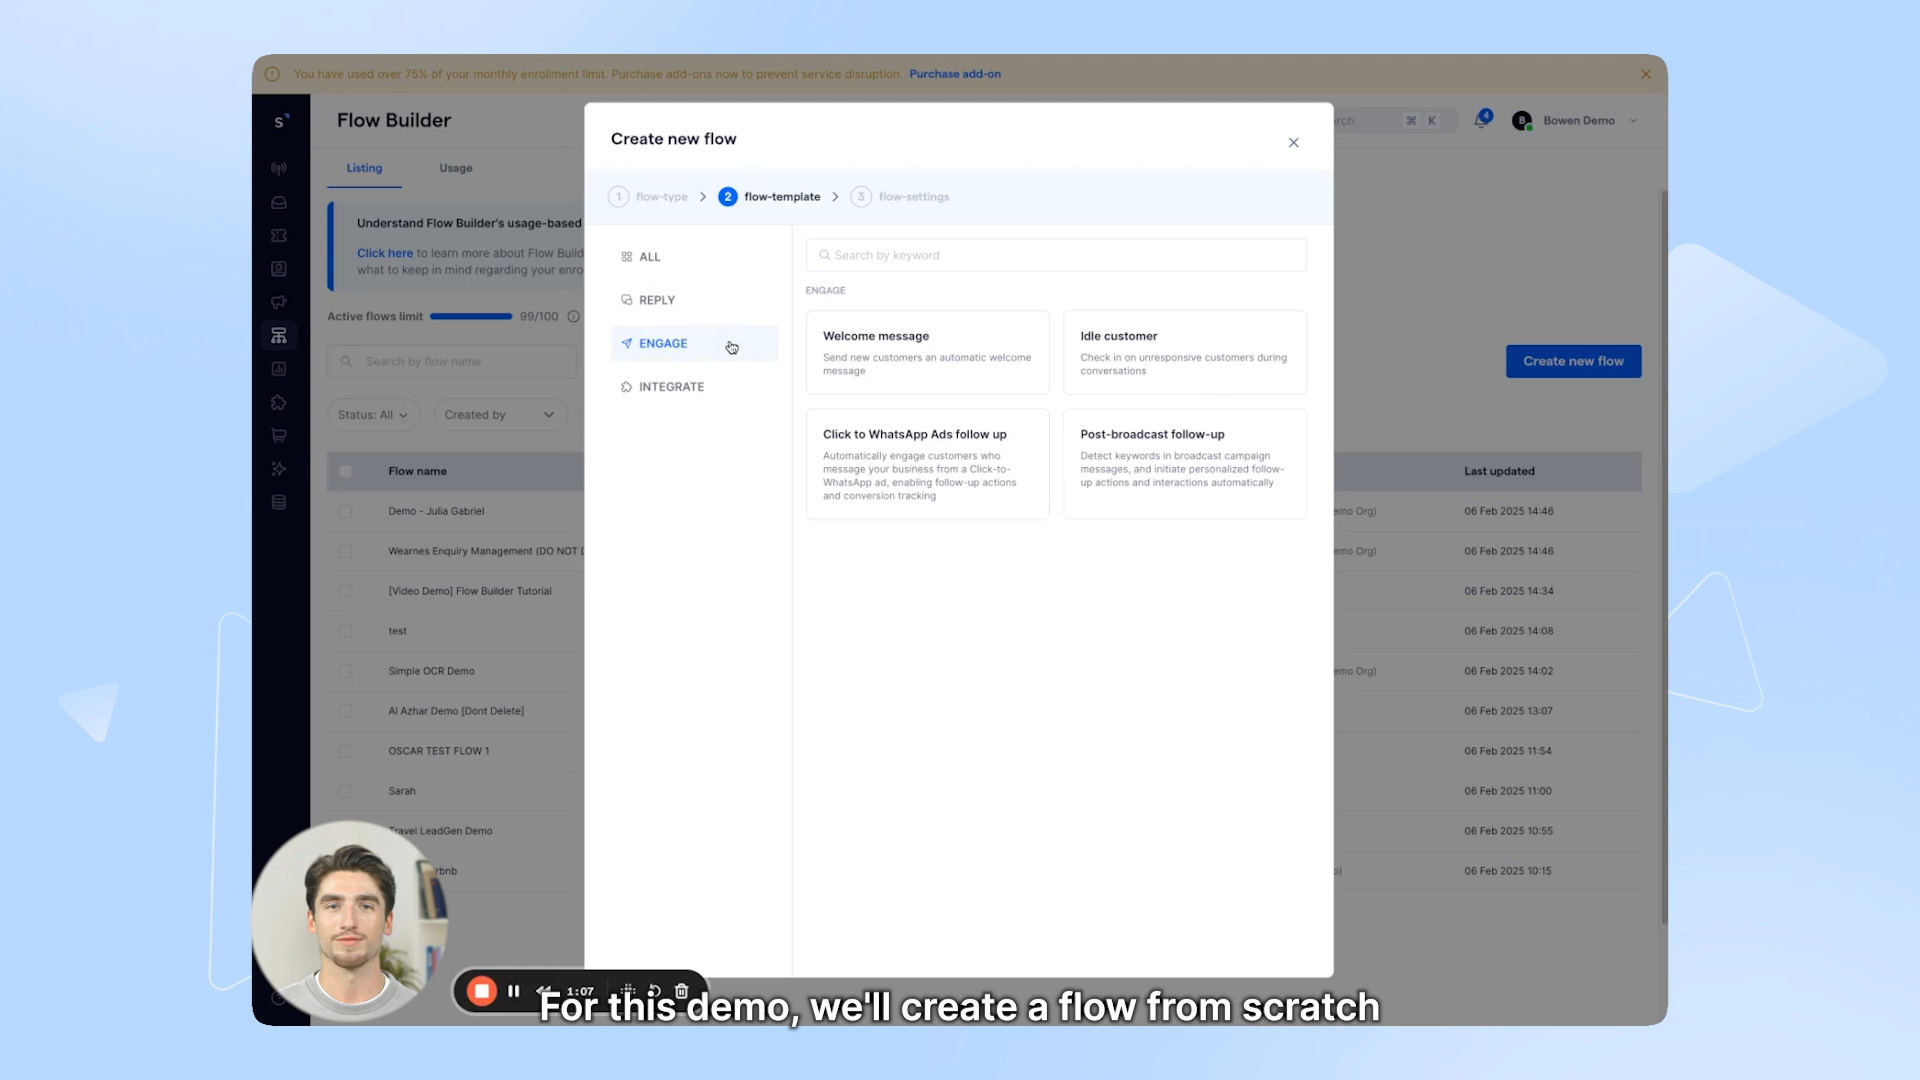 You have used over 75% of your monthly enrollment limit. Purchase add-ons now to prevent service disruption. Purchase add-on
S
Flow Builder
⌘ K
4
B
Bowen Demo
Listing
Usage
Understand Flow Builder's usage-based
Click here to learn more about Flow
what to keep in mind regarding your
Active flows limit
99/100
Search by flow name
Create new flow
Status: All
Created by
Flow name
Last updated
Demo - Julia Gabriel
Org)
06 Feb 2025 14:46
Wearnes Enquiry Management (DO NOT
Org)
06 Feb 2025 14:46
[Video Demo] Flow Builder Tutorial
06 Feb 2025 14:34
test
06 Feb 2025 14:08
Simple OCR Demo
Org)
06 Feb 2025 14:02
Al Azhar Demo [Dont Delete]
06 Feb 2025 13:07
OSCAR TEST FLOW 1
06 Feb 2025 11:54
Sarah
06 Feb 2025 11:00
Travel LeadGen Demo
06 Feb 2025 10:55
06 Feb 2025 10:15
Create new flow
1 flow-type > 2 flow-template > 3 flow-settings
ALL
REPLY
ENGAGE
INTEGRATE
Search by keyword
ENGAGE
Welcome message
Send new customers an automatic welcome
message
Idle customer
Check in on unresponsive customers during
conversations
Click to WhatsApp Ads follow up
Automatically engage customers who
message your business from a Click-to-
WhatsApp ad, enabling follow-up actions
and conversion tracking
Post-broadcast follow-up
Detect keywords in broadcast campaign
messages, and initiate personalized follow-
up actions and interactions automatically
1:07
For this demo, we'll create a flow from scratch